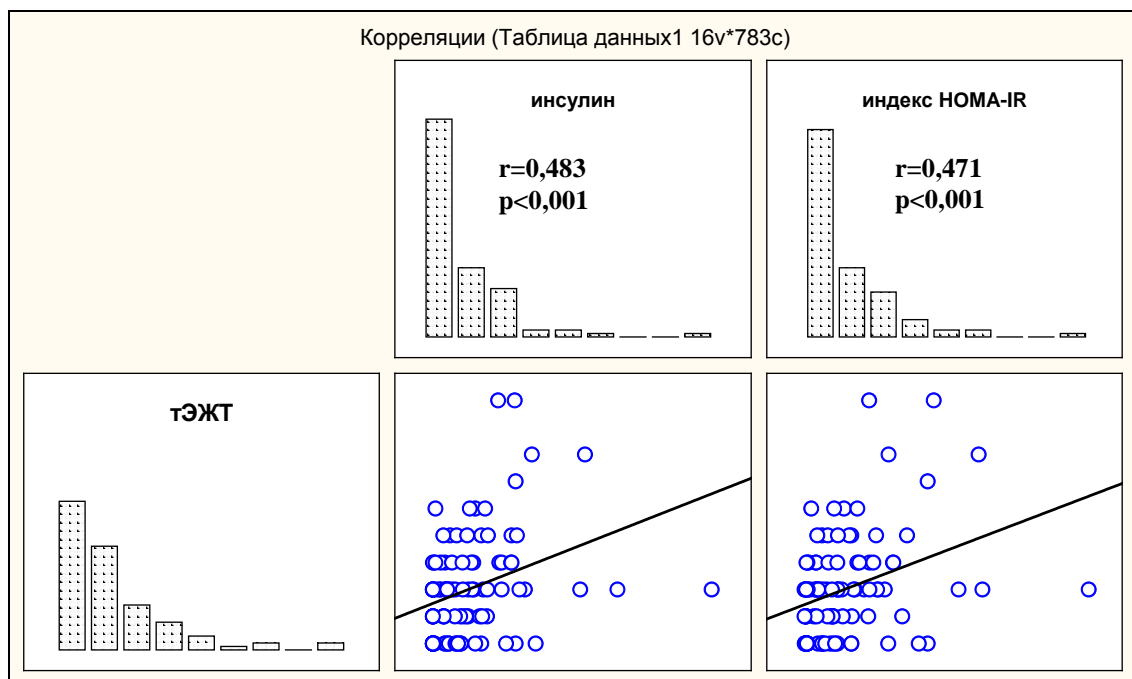 Корреляции (Таблица данных1 16v*783c)
инсулин
r=0,483
p<0,001
индекс HOMA-IR
r=0,471
p<0,001
тЭЖТ